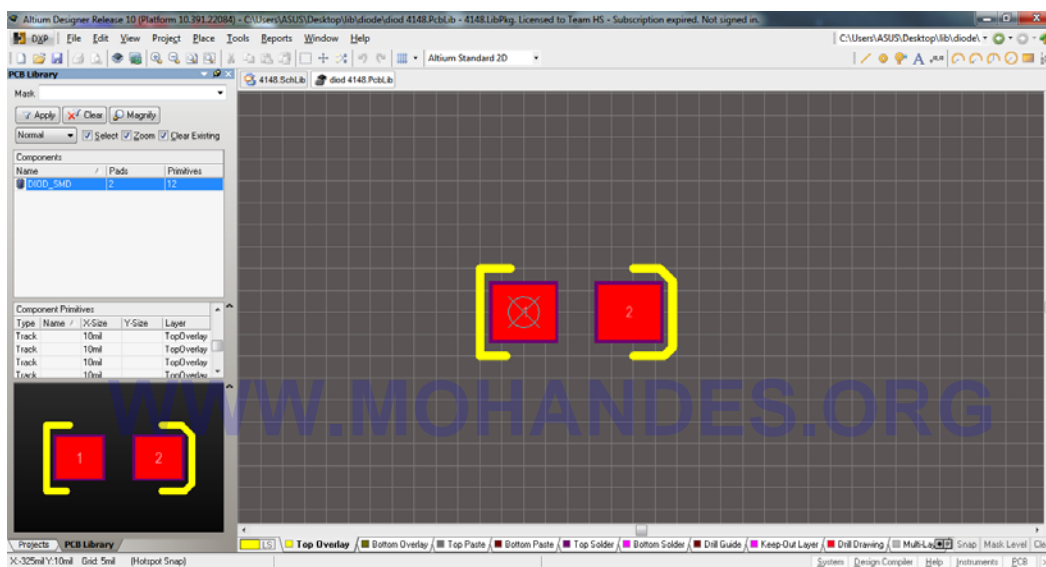 Altium Designer Release 10 (Platform 10.391.22084) - C:\Users\ASUS\Desktop\lib\diode\diod 4148.PcbLib - 4148.LibPkg. Licensed to Team HS - Subscription expired. Not signed in.
DXP File Edit View Project Place Tools Reports Window Help C:\Users\ASUS\Desktop\lib\diode\
Altium Standard 2D
PCB Library
4148.SchLib diod 4148.PcbLib
Mask
Apply Clear Magnify
Normal Select Zoom Clear Existing
Components
Name / Pads Primitives
DIOD_SMD 2 12
2
Component Primitives
Type Name / X-Size Y-Size Layer
Track 10mil TopOverlay
Track 10mil TopOverlay
Track 10mil TopOverlay
Track 10mil TopOverlay
WWW.MOHANDES.ORG
1 2
Projects PCB Library
LS Top Overlay Bottom Overlay Top Paste Bottom Paste Top Solder Bottom Solder Drill Guide Keep-Out Layer Drill Drawing Multi-La Snap Mask Level Cle
X:-325mil Y:10mil Grid: 5mil (Hotspot Snap) System Design Compiler Help Instruments PCB